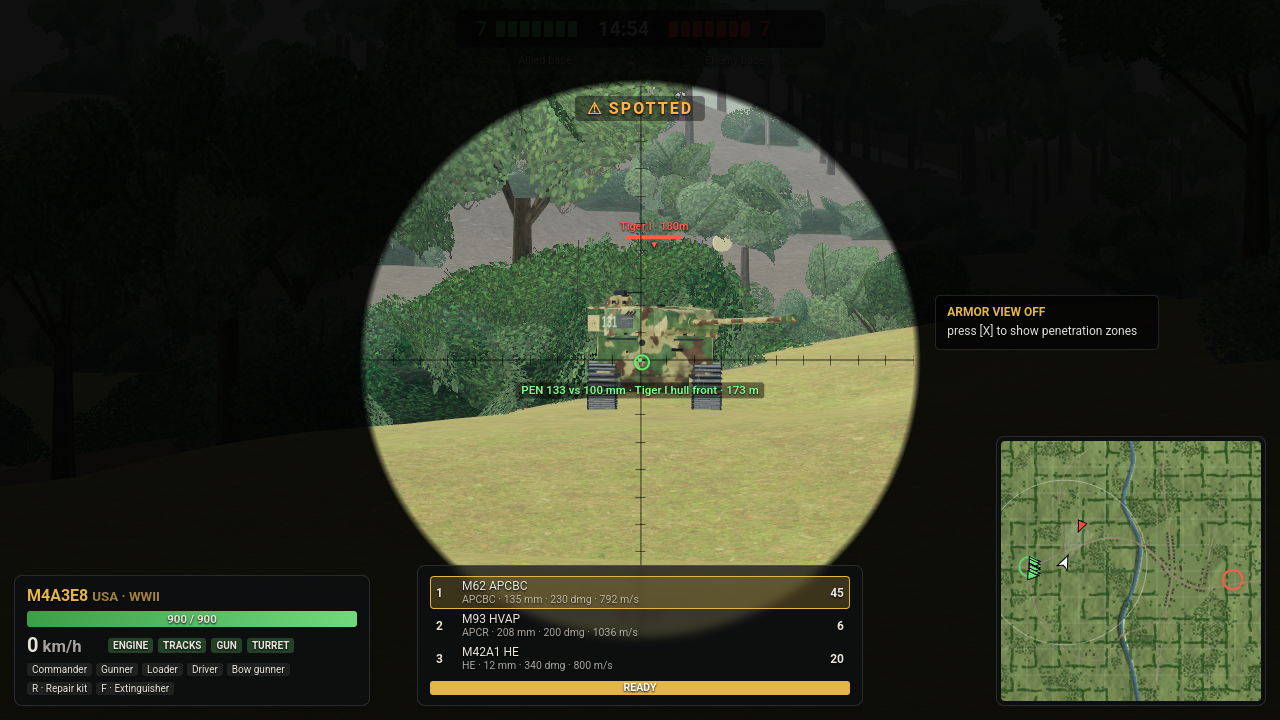 7 14:54 7
Allied base Enemy base
⚠ SPOTTED
Tiger I · 180m
131
ARMOR VIEW OFF
press [X] to show penetration zones
PEN 133 vs 100 mm · Tiger I hull front · 173 m
M4A3E8 USA · WWII
900 / 900
0 km/h ENGINE TRACKS GUN TURRET
Commander Gunner Loader Driver Bow gunner
R · Repair kit F · Extinguisher
1 M62 APCBC 45
APCBC · 135 mm · 230 dmg · 792 m/s
2 M93 HVAP 6
APCR · 208 mm · 200 dmg · 1036 m/s
3 M42A1 HE 20
HE · 12 mm · 340 dmg · 800 m/s
READY